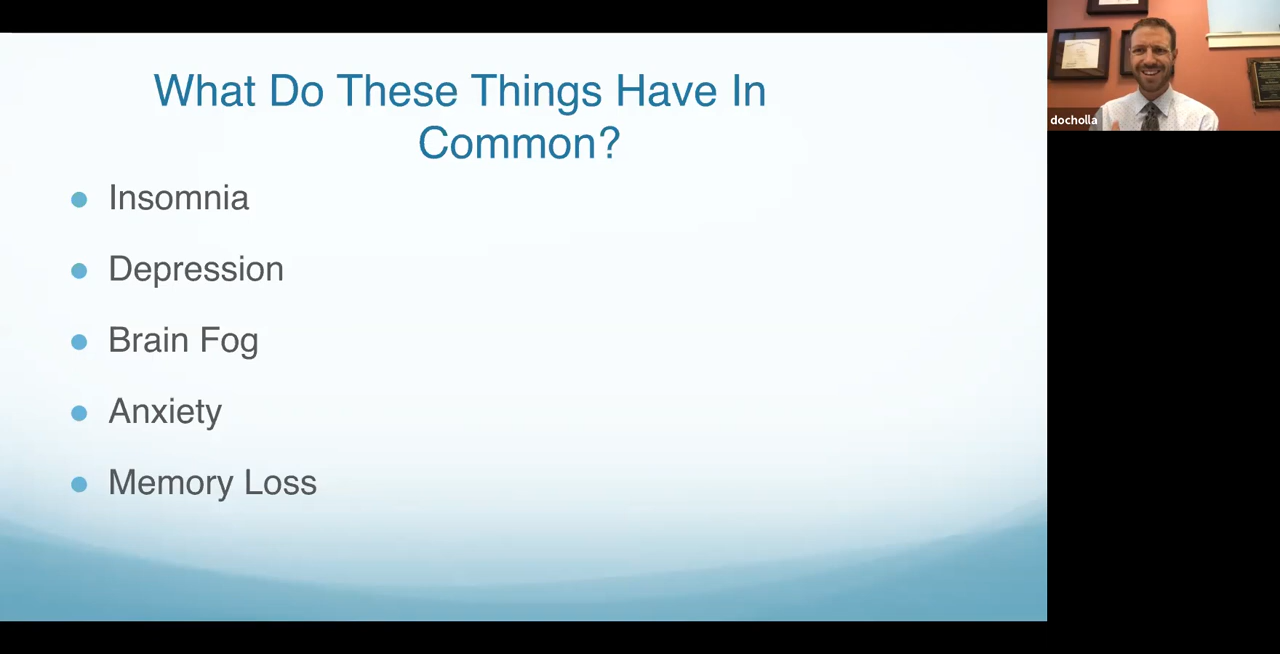 What Do These Things Have In
Common?
Insomnia
Depression
Brain Fog
Anxiety
Memory Loss
docholla